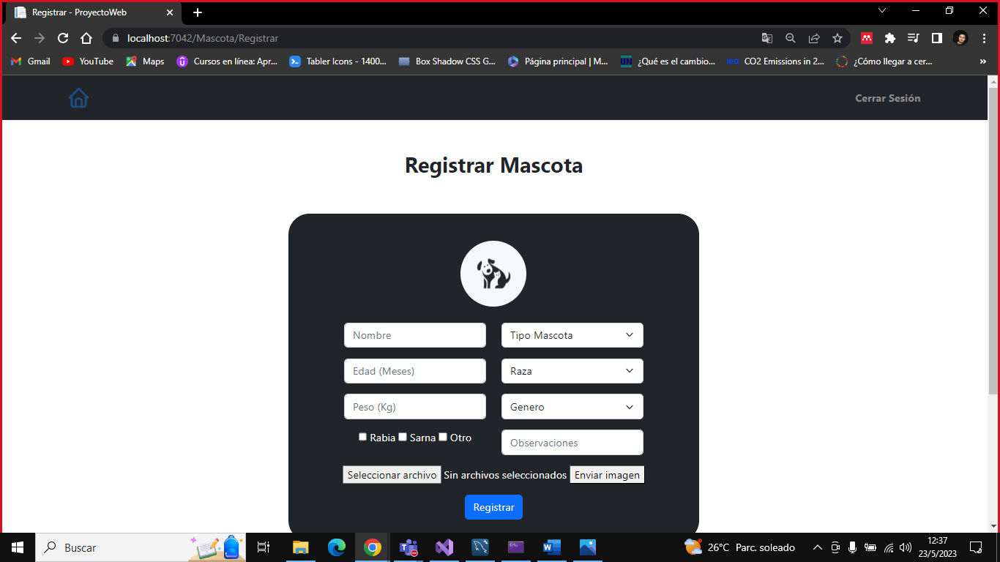 Registrar - ProyectoWeb
localhost:7042/Mascota/Registrar
Gmail YouTube Maps Cursos en línea: Apr... Tabler Icons - 1400... Box Shadow CSS G... Página principal | M... UN ¿Qué es el cambio... CO2 Emissions in 2... ¿Cómo llegar a cer... »
Cerrar Sesión
Registrar Mascota
Nombre Tipo Mascota
Edad (Meses) Raza
Peso (Kg) Genero
Rabia Sarna Otro Observaciones
Seleccionar archivo Sin archivos seleccionados Enviar imagen
Registrar
Buscar 26°C Parc. soleado 12:37
23/5/2023